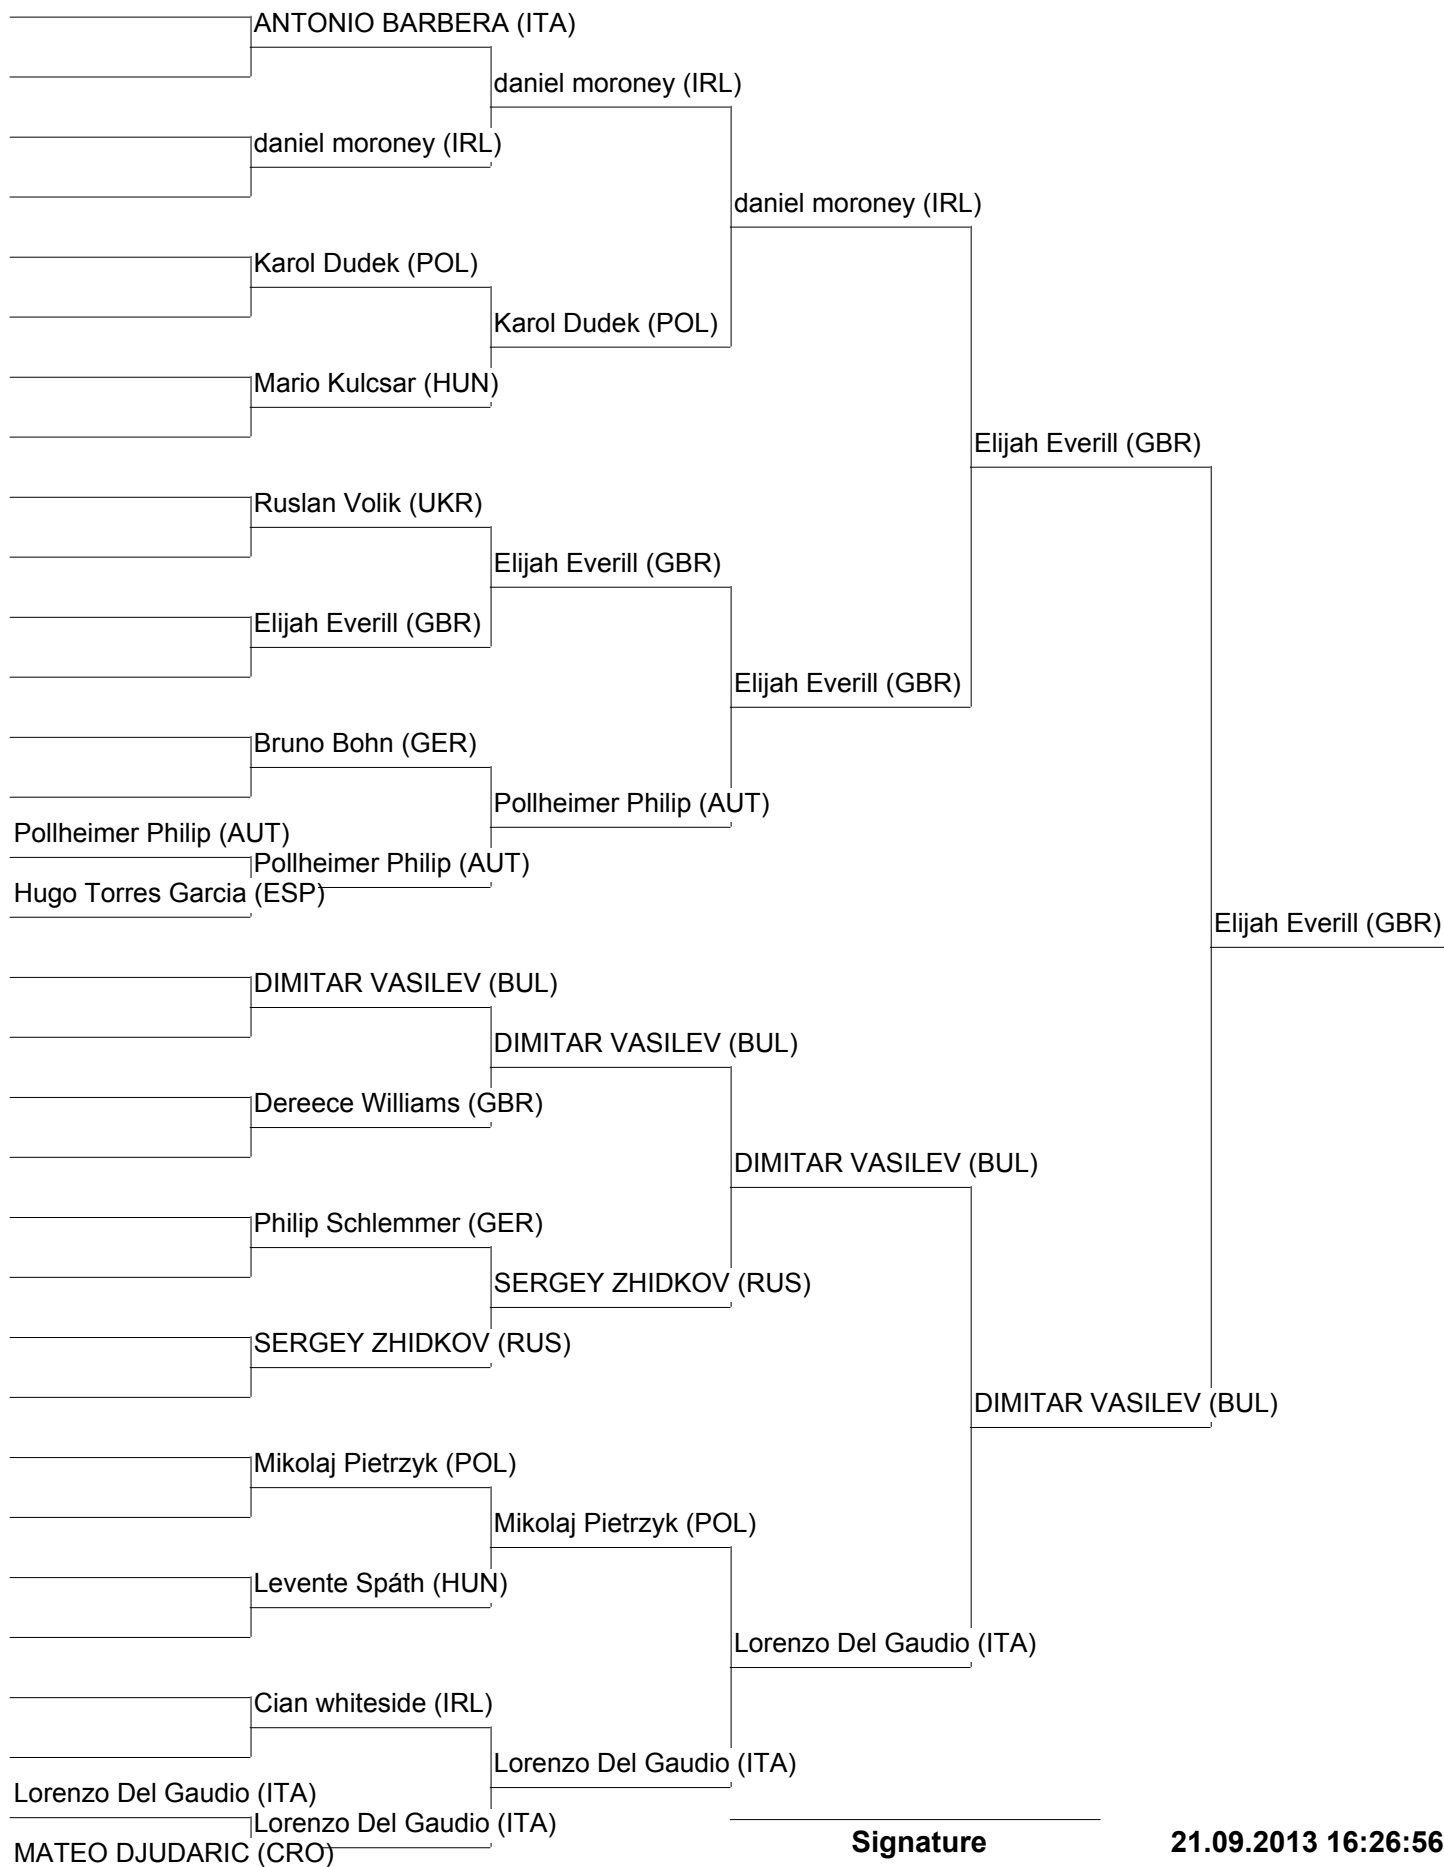 ANTONIO BARBERA (ITA)
daniel moroney (IRL)
daniel moroney (IRL)
daniel moroney (IRL)
Karol Dudek (POL)
Karol Dudek (POL)
Mario Kulcsar (HUN)
Elijah Everill (GBR)
Ruslan Volik (UKR)
Elijah Everill (GBR)
Elijah Everill (GBR)
Elijah Everill (GBR)
Bruno Bohn (GER)
Pollheimer Philip (AUT)
Pollheimer Philip (AUT)
Pollheimer Philip (AUT)
Hugo Torres Garcia (ESP)
Elijah Everill (GBR)
DIMITAR VASILEV (BUL)
DIMITAR VASILEV (BUL)
Dereece Williams (GBR)
DIMITAR VASILEV (BUL)
Philip Schlemmer (GER)
SERGEY ZHIDKOV (RUS)
SERGEY ZHIDKOV (RUS)
DIMITAR VASILEV (BUL)
Mikolaj Pietrzyk (POL)
Mikolaj Pietrzyk (POL)
Levente Spáth (HUN)
Lorenzo Del Gaudio (ITA)
Cian whiteside (IRL)
Lorenzo Del Gaudio (ITA)
Lorenzo Del Gaudio (ITA)
Lorenzo Del Gaudio (ITA)
MATEO DJUDARIC (CRO)
Signature
21.09.2013 16:26:56